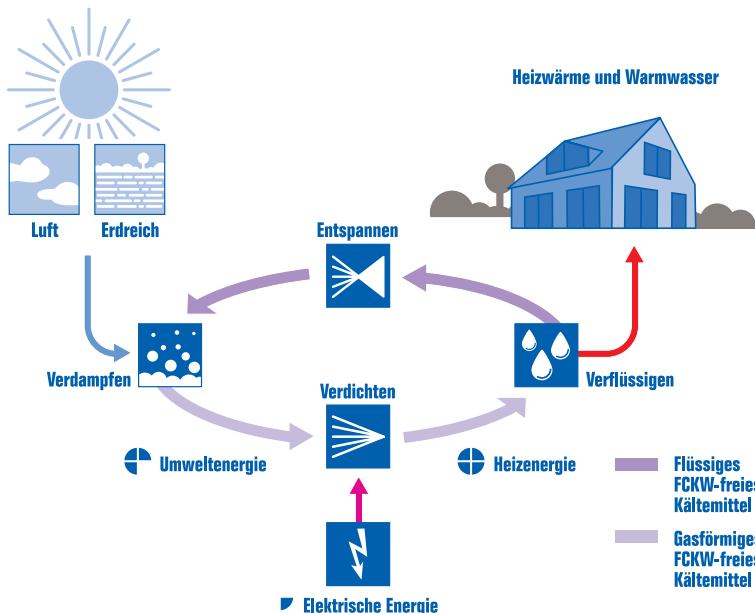 Heizwärme und Warmwasser
Luft
Erdreich
Entspannen
Verdampfen
Verdichten
Verflüssigen
Umweltenergie
Heizenergie
Flüssiges
FCKW-freies
Kältemittel
Gasförmiges
FCKW-freies
Kältemittel
Elektrische Energie